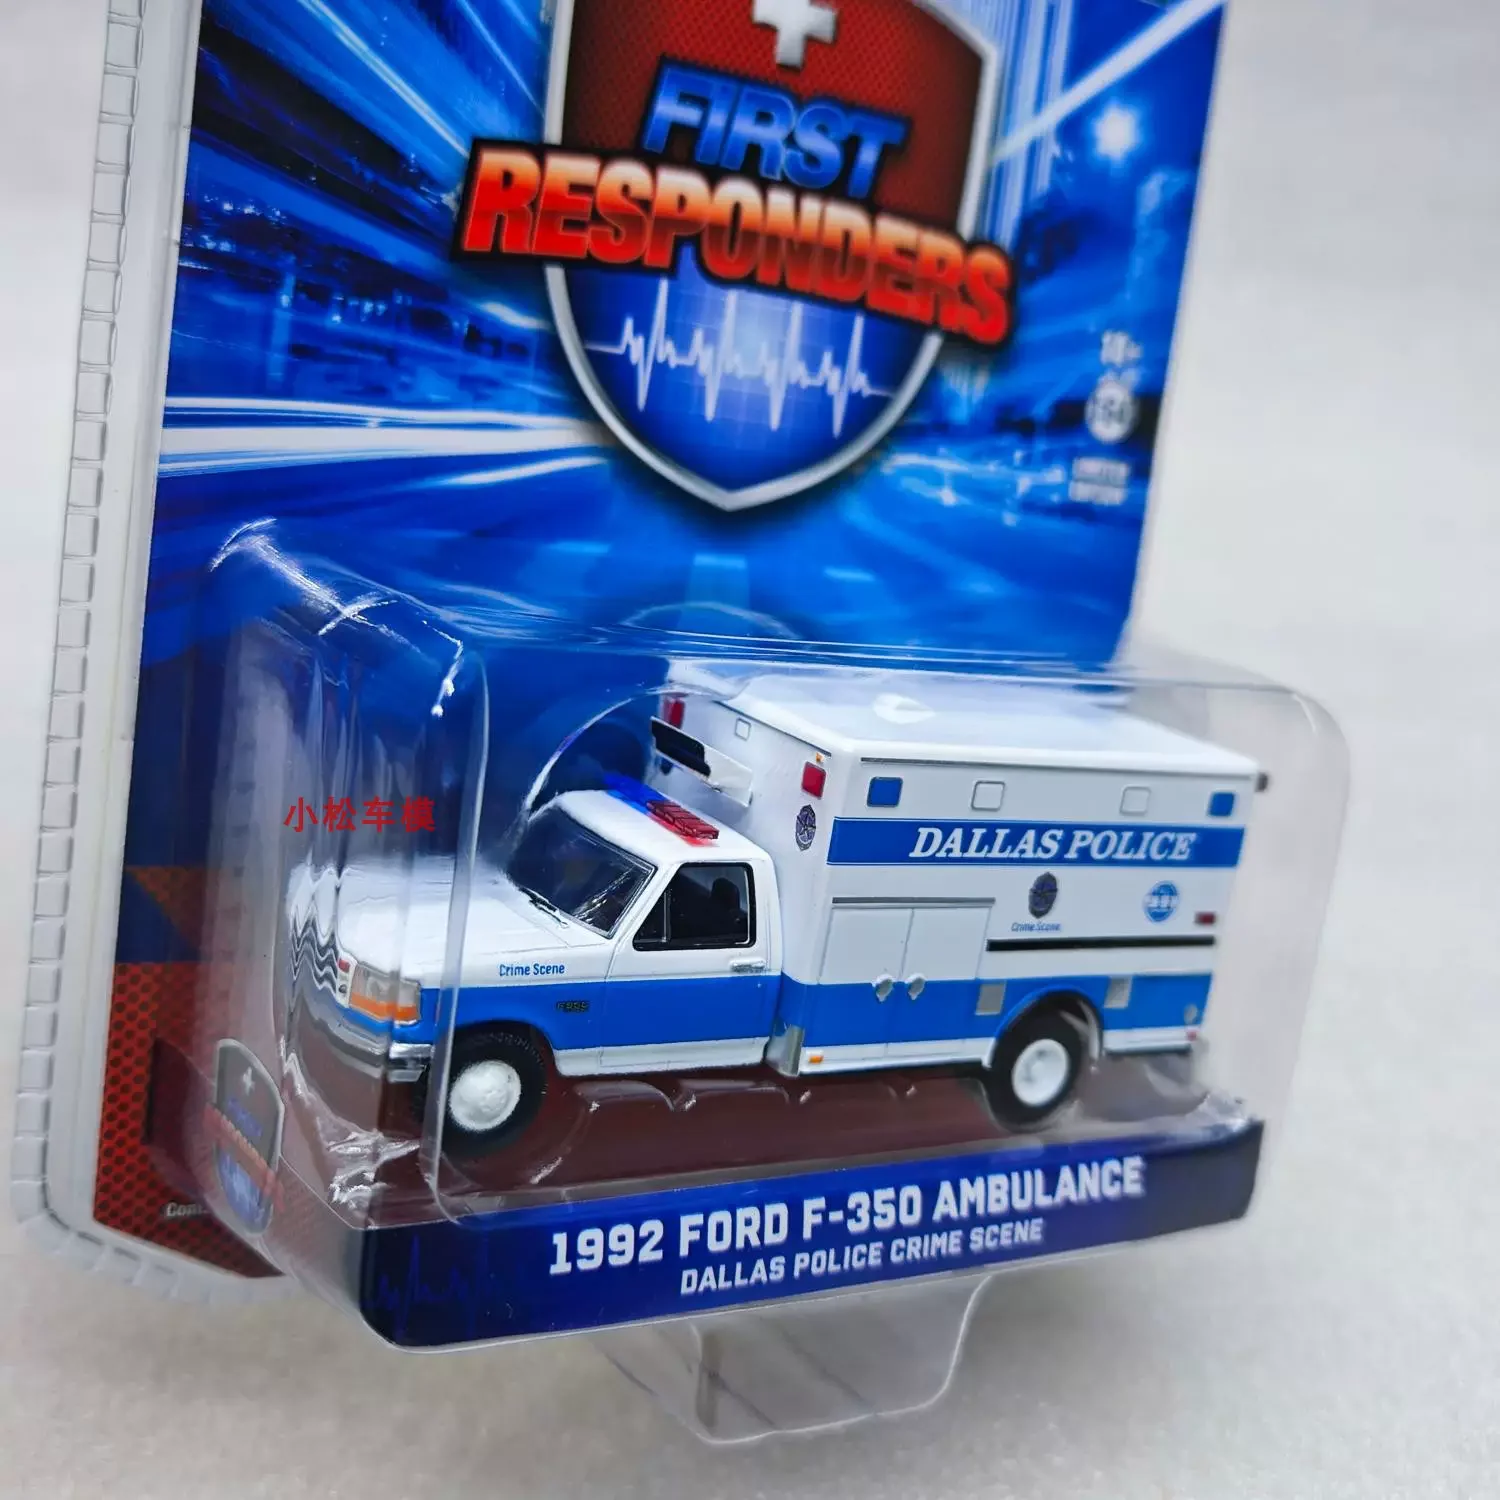 FIRST
RESPONDERS
小松车模
DALLAS POLICE
Crime Scene
Crime Scene
1992 FORD F-350 AMBULANCE
DALLAS POLICE CRIME SCENE